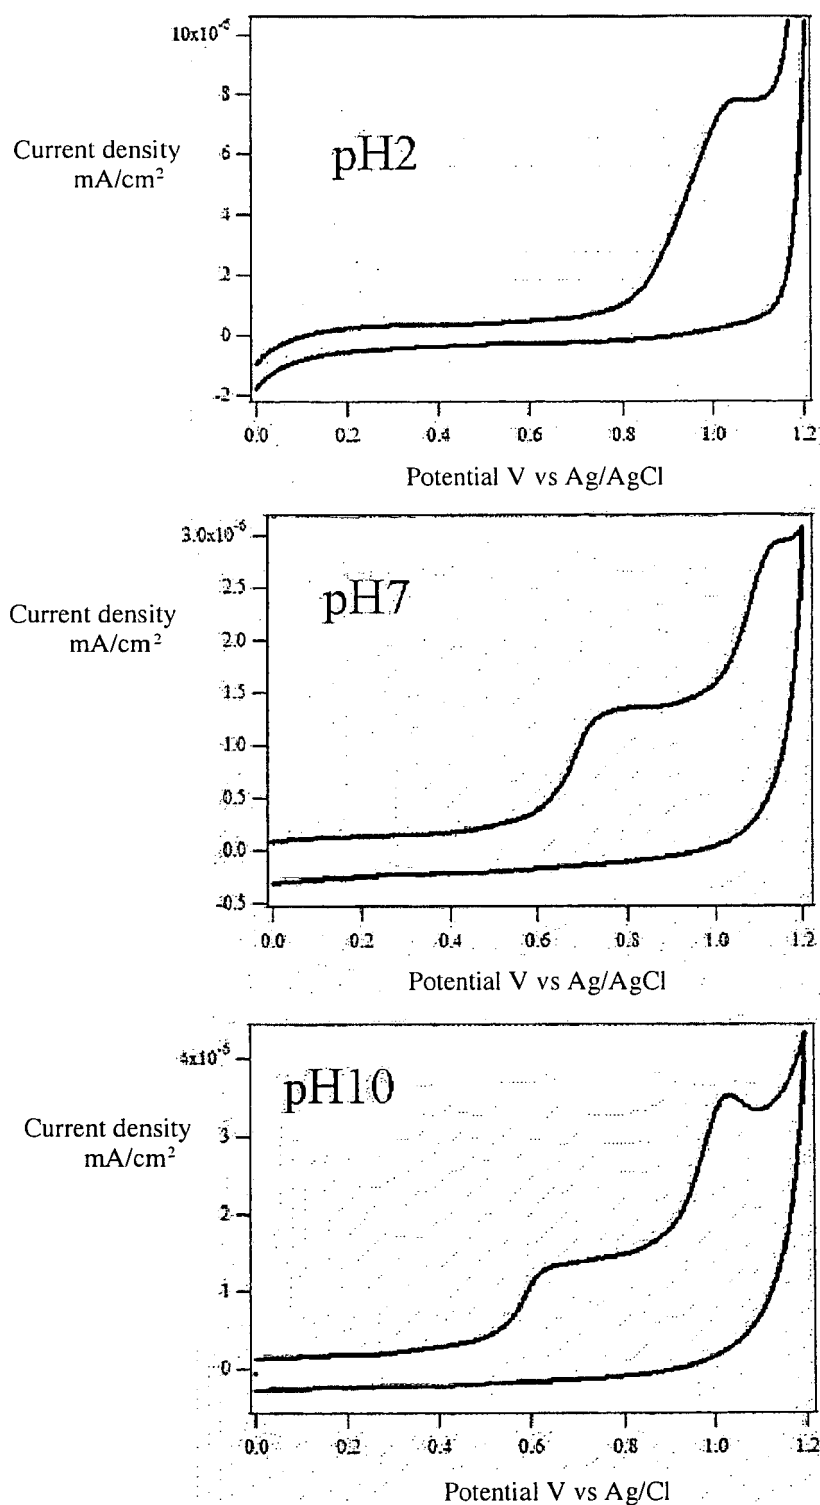 10x10⁻⁶
8
Current density
mA/cm²
pH2
6
4
2
0
-2
0.0 0.2 0.4 0.6 0.8 1.0 1.2
Potential V vs Ag/AgCl
3.0x10⁻⁶
pH7
2.5
Current density
mA/cm²
2.0
1.5
1.0
0.5
0.0
-0.5
0.0 0.2 0.4 0.6 0.8 1.0 1.2
Potential V vs Ag/AgCl
4x10⁻⁶
pH10
Current density
3
mA/cm²
2
1
0
0.0 0.2 0.4 0.6 0.8 1.0 1.2
Potential V vs Ag/Cl